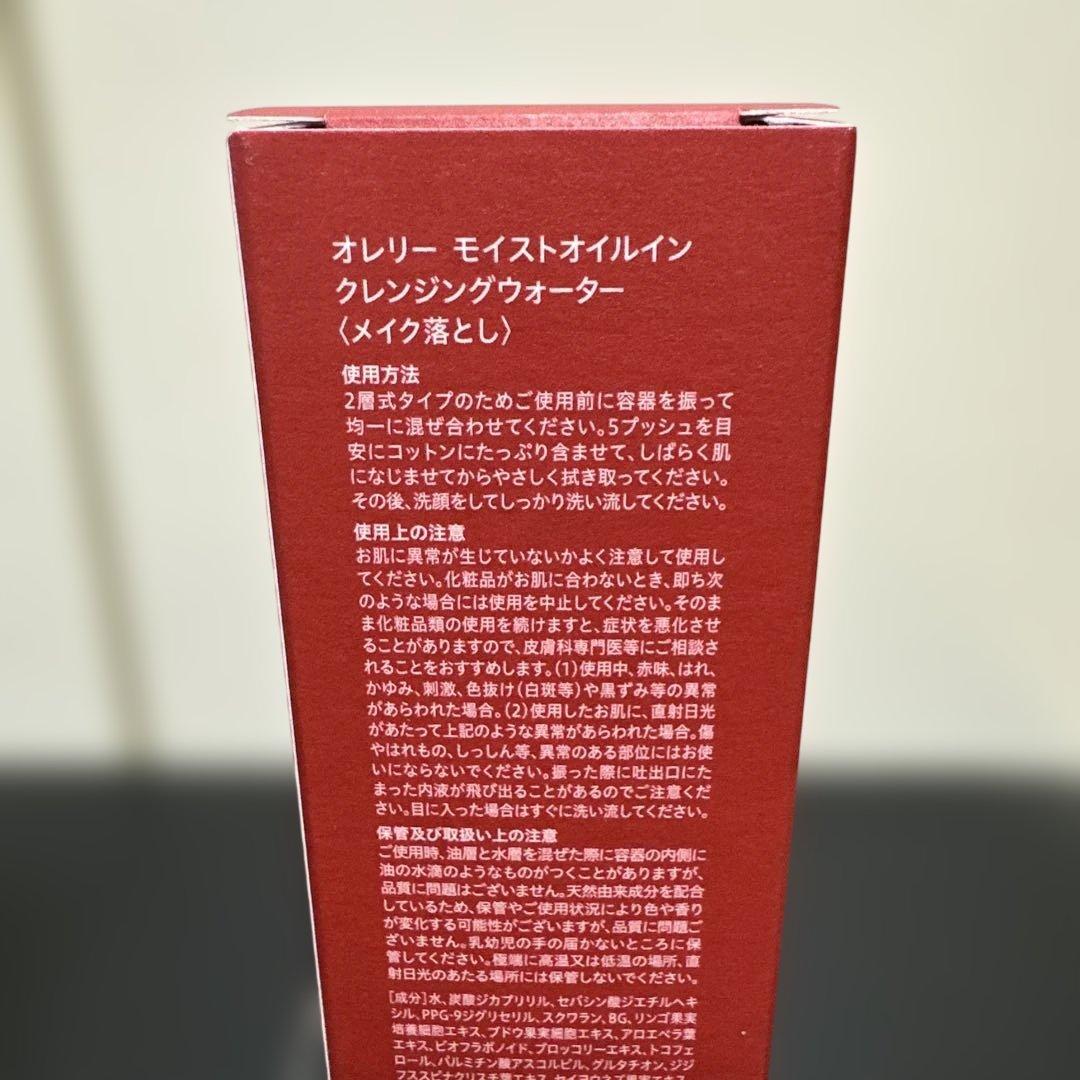 オレリー モイストオイルイン
クレンジングウォーター
〈メイク落とし〉
使用方法
2層式タイプのためご使用前に容器を振って
均一に混ぜ合わせてください。5プッシュを目
安にコットンにたっぷり含ませて、しばらく肌
になじませてからやさしく拭き取ってください。
その後、洗顔をしてしっかり洗い流してください。
使用上の注意
お肌に異常が生じていないかよく注意して使用し
てください。化粧品がお肌に合わないとき、即ち次
のような場合には使用を中止してください。そのま
ま化粧品類の使用を続けますと、症状を悪化させ
ることがありますので、皮膚科専門医等にご相談さ
れることをおすすめします。(1)使用中、赤味、はれ、
かゆみ、刺激、色抜け(白斑等)や黒ずみ等の異常
があらわれた場合。(2)使用したお肌に、直射日光
があたって上記のような異常があらわれた場合。傷
やはれもの、しっしん等、異常のある部位にはお使
いにならないでください。振った際に吐出口にた
まった内液が飛び出ることがあるのでご注意くだ
さい。目に入った場合はすぐに洗い流してください。
保管及び取扱い上の注意
ご使用時、油層と水層を混ぜた際に容器の内側に
油の水滴のようなものがつくことがありますが、
品質に問題はございません。天然由来成分を配合
しているため、保管やご使用状況により色や香り
が変化する可能性がございますが、品質に問題ご
ざいません。乳幼児の手の届かないところに保
管してください。極端に高温又は低温の場所、直
射日光のあたる場所には保管しないでください。
[成分]水、炭酸ジカプリリル、セバシン酸ジエチルヘキ
シル、PPG-9ジグリセリル、スクワラン、BG、リンゴ果実
培養細胞エキス、ブドウ果実細胞エキス、アロエベラ葉
エキス、ビオフラボノイド、ブロッコリーエキス、トコフェ
ロール、パルミチン酸アスコルビル、グルタチオン、ジジ
フススピナクリスチ葉エキス、セイヨウネズ果実エキス、